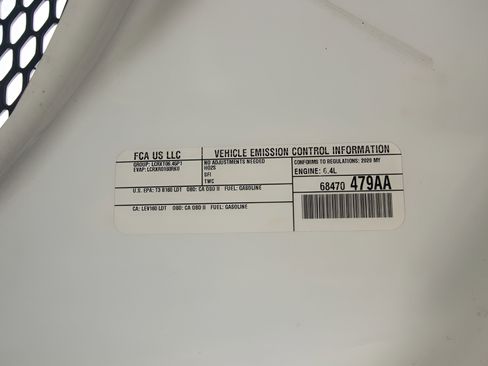 FCA US LLC
VEHICLE EMISSION CONTROL INFORMATION
EVAP:
NO ADJUSTMENTS NEEDED
HO2S
SFI
TWC
CONFORMS TO REGULATIONS: 2020 MY
ENGINE: 6.4L
68470 479AA
U.S. EPA: T3 B160 LDT OBD: CA OBD II FUEL: GASOLINE
CA: LEV160 LDT OBD: CA OBD II FUEL: GASOLINE